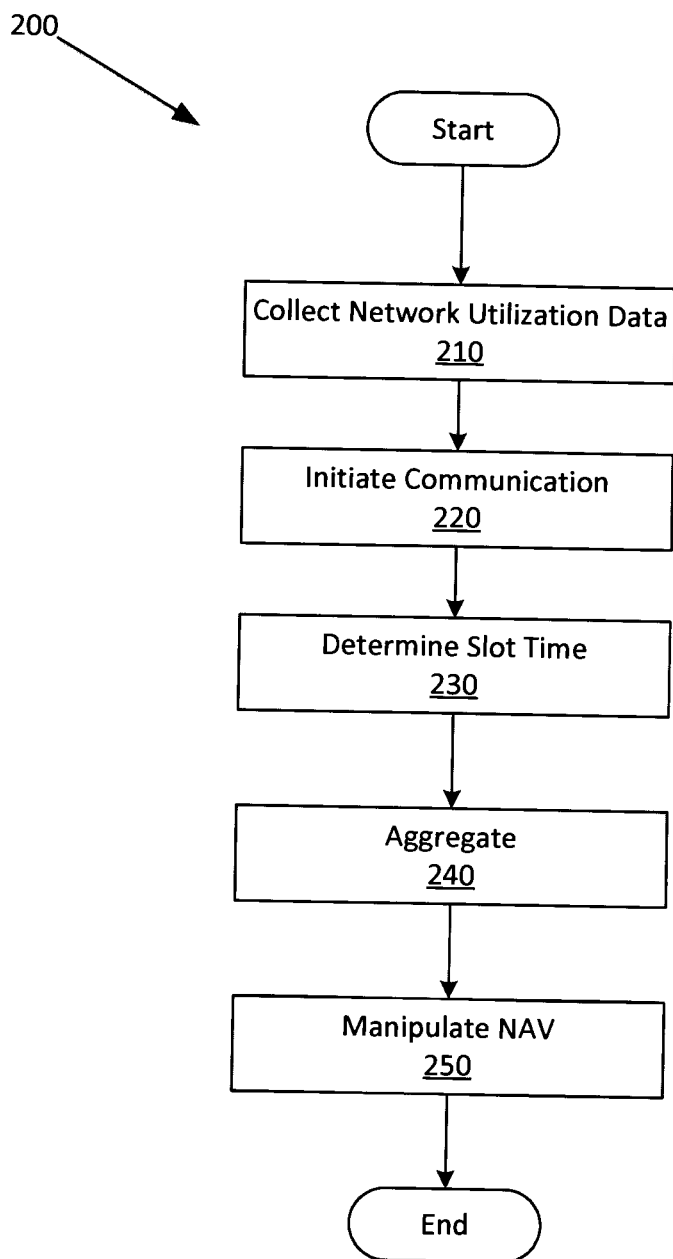 200
Start
Collect Network Utilization Data
210
Initiate Communication
220
Determine Slot Time
230
Aggregate
240
Manipulate NAV
250
End